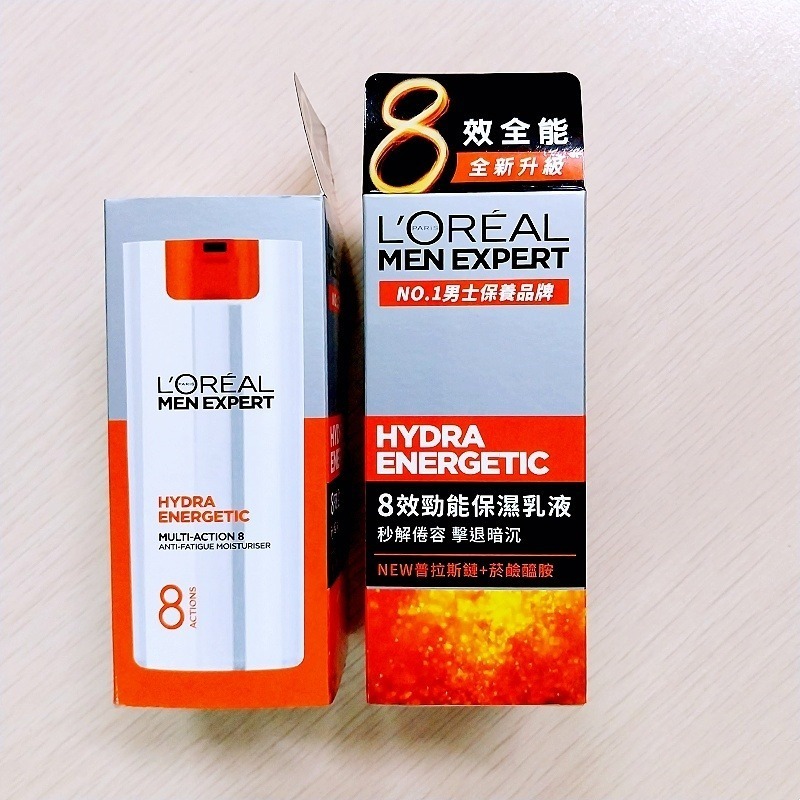 L'ORÉAL
PARIS
MEN EXPERT
HYDRA
ENERGETIC
MULTI-ACTION 8
ANTI-FATIGUE MOISTURISER
8
ACTIONS
8效全能
全新升級
L'ORÉAL
PARIS
MEN EXPERT
NO.1男士保養品牌
HYDRA
ENERGETIC
8效勁能保濕乳液
秒解倦容 擊退暗沉
NEW普拉斯鏈+菸鹼醯胺